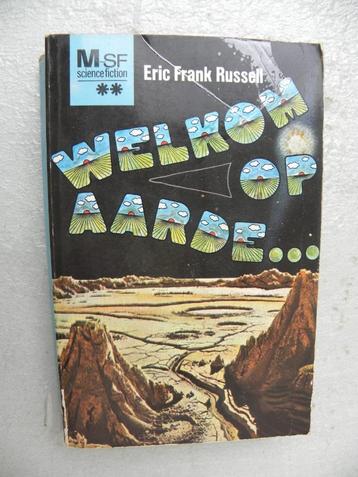 M-SF
science fiction
**
Eric Frank Russell
WELKOM
OP
AARDE...